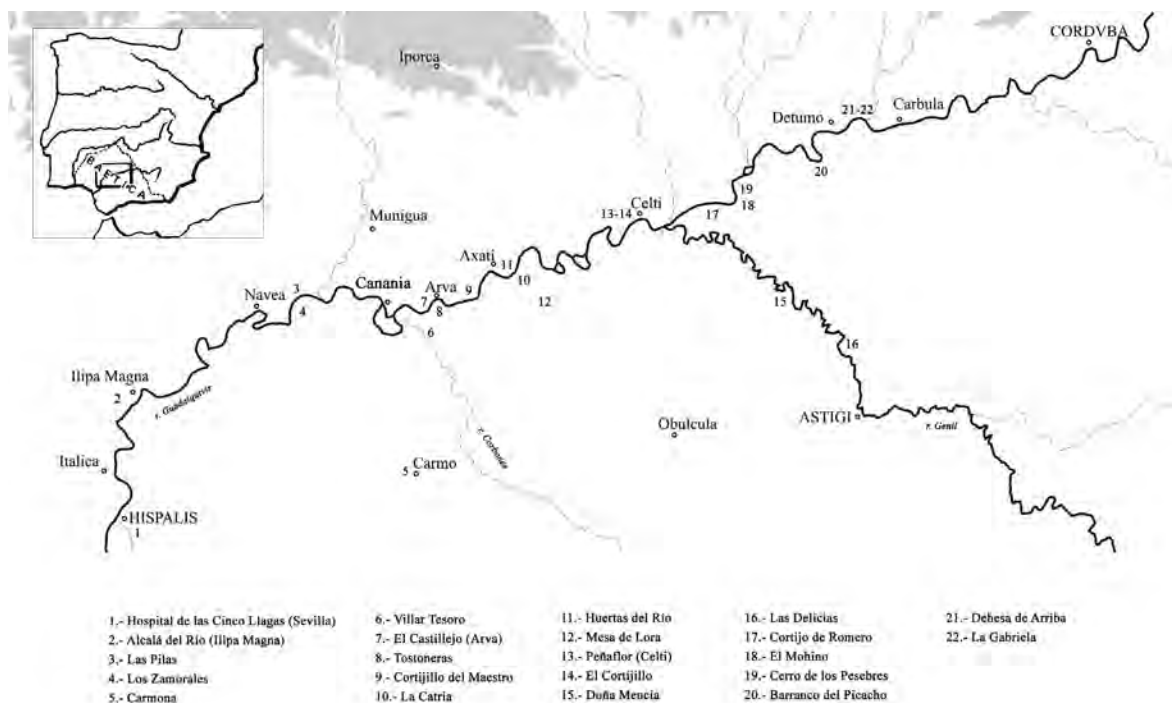 CORDVBA
Iporca
BAETICA
21-22
Carbula
Detumo
20
19
18
Celti
13-14
17
Munigua
Axati
11
10
12
Canania
Arva
9
7
8
6
3
Navea
4
15
16
Ilipa Magna
2
r. Guadalquivir
ASTIGI
r. Genil
Obulcula
r. Corbones
Italica
5
Carmo
HISPALIS
1
1.- Hospital de las Cinco Llagas (Sevilla)
2.- Alcalá del Río (Ilipa Magna)
3.- Las Pilas
4.- Los Zamorales
5.- Carmona
6.- Villar Tesoro
7.- El Castillejo (Arva)
8.- Tostoneras
9.- Cortijillo del Maestro
10.- La Catria
11.- Huertas del Río
12.- Mesa de Lora
13.- Peñaflor (Celti)
14.- El Cortijillo
15.- Doña Mencia
16.- Las Delicias
17.- Cortijo de Romero
18.- El Mohino
19.- Cerro de los Pesebres
20.- Barranco del Picacho
21.- Dehesa de Arriba
22.- La Gabriela